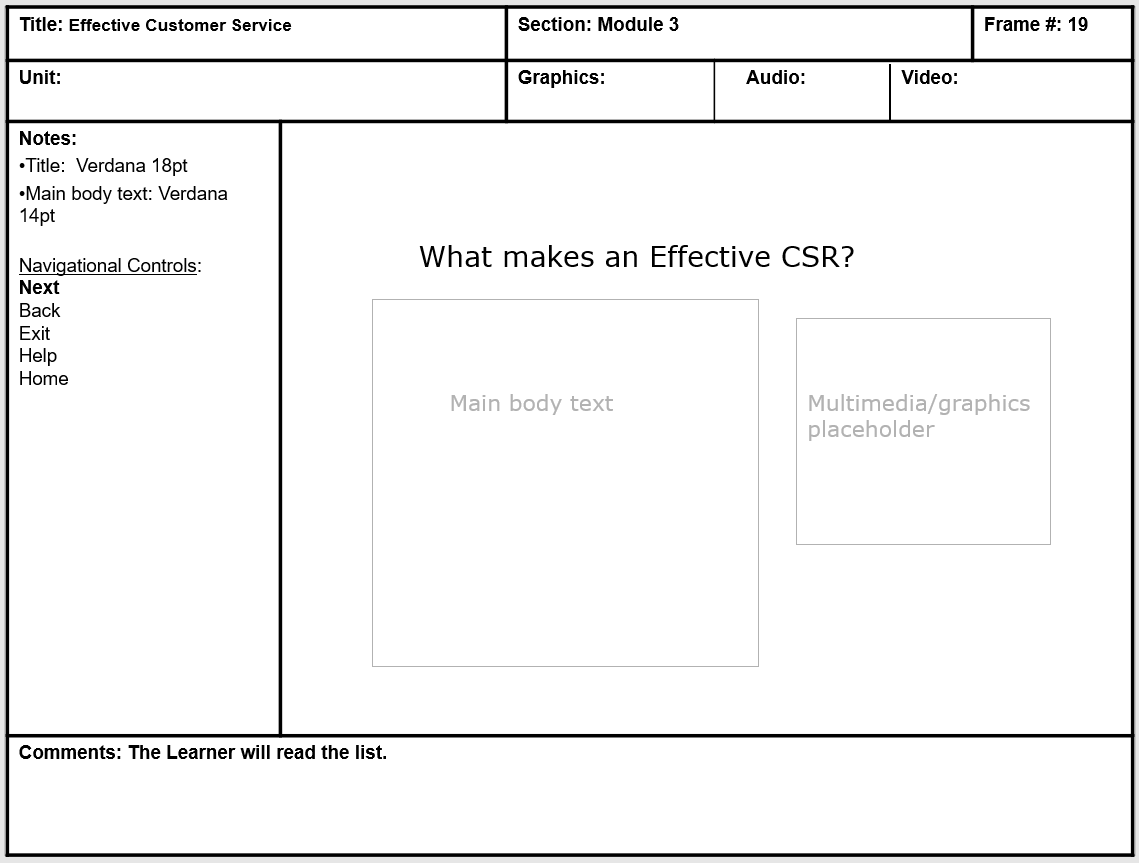 Title: Effective Customer Service
Section: Module 3
Frame #: 19
Unit:
Graphics:
Audio:
Video:
Notes:
•Title:  Verdana 18pt
•Main body text: Verdana
14pt
Navigational Controls:
Next
Back
Exit
Help
Home
What makes an Effective CSR?
Main body text
Multimedia/graphics
placeholder
Comments: The Learner will read the list.